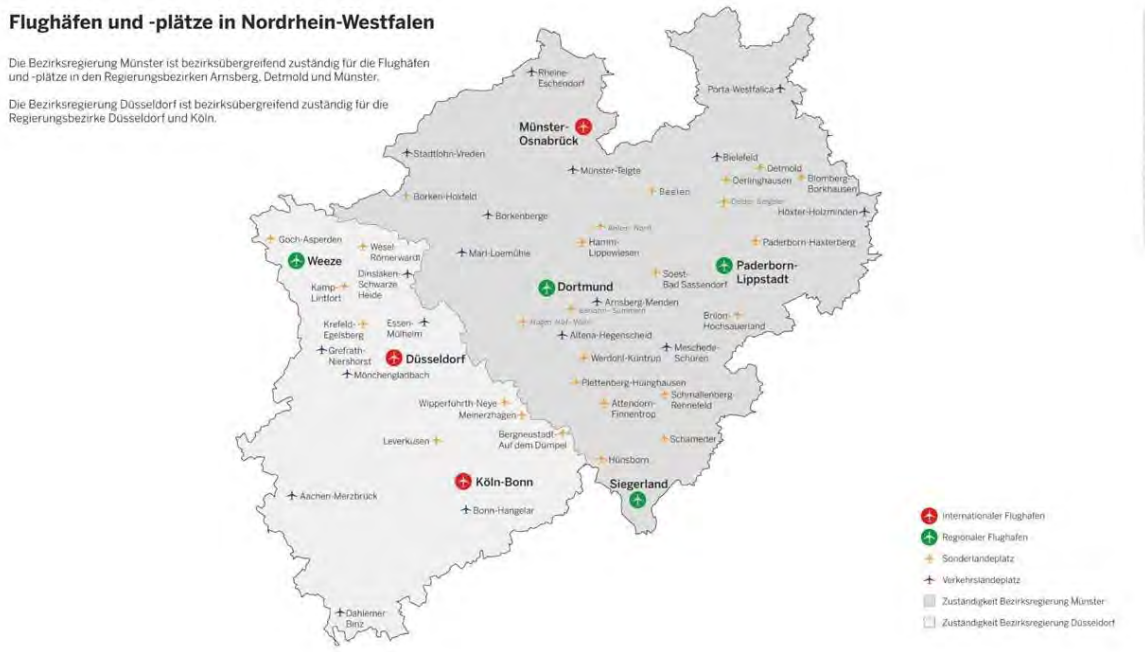 Flughäfen und -plätze in Nordrhein-Westfalen
Die Bezirksregierung Münster ist bezirksübergreifend zuständig für die Flughäfen
und -plätze in den Regierungsbezirken Arnsberg, Detmold und Münster.
Die Bezirksregierung Düsseldorf ist bezirksübergreifend zuständig für die
Regierungsbezirke Düsseldorf und Köln.
Rheine-
Eschendorf
Porta-Westfalica
Münster-
Osnabrück
Stadtlohn-Vreden
Münster-Telgte
Bielefeld
Detmold
Oerlinghausen
Blomberg-
Borkhausen
Borken-Hoxfeld
Beelen
Höxter-Holzminden
Borkenberge
Goch-Asperden
Wesel-
Römerwardt
Marl-Loemühle
Hamm-
Lippewiesen
Paderborn-Haxterberg
Weeze
Dinslaken-
Schwarze
Heide
Kamp-
Lintfort
Soest-
Bad Sassendorf
Paderborn-
Lippstadt
Dortmund
Arnsberg-Menden
Brilon-
Hochsauerland
Krefeld-
Egelsberg
Essen-
Mülheim
Altena-Hegenscheid
Grefrath-
Niershorst
Düsseldorf
Werdohl-Küntrop
Meschede-
Schüren
Mönchengladbach
Plettenberg-Hüinghausen
Schmallenberg
Rennefeld
Wipperfürth-Neye
Meinerzhagen
Attendorn-
Finnentrop
Leverkusen
Bergneustadt-
Auf dem Dümpel
Schameder
Hünsborn
Köln-Bonn
Siegerland
Aachen-Merzbrück
Bonn-Hangelar
Dahlemer
Binz
Internationaler Flughafen
Regionaler Flughafen
Sonderlandeplatz
Verkehrslandeplatz
Zuständigkeit Bezirksregierung Münster
Zuständigkeit Bezirksregierung Düsseldorf